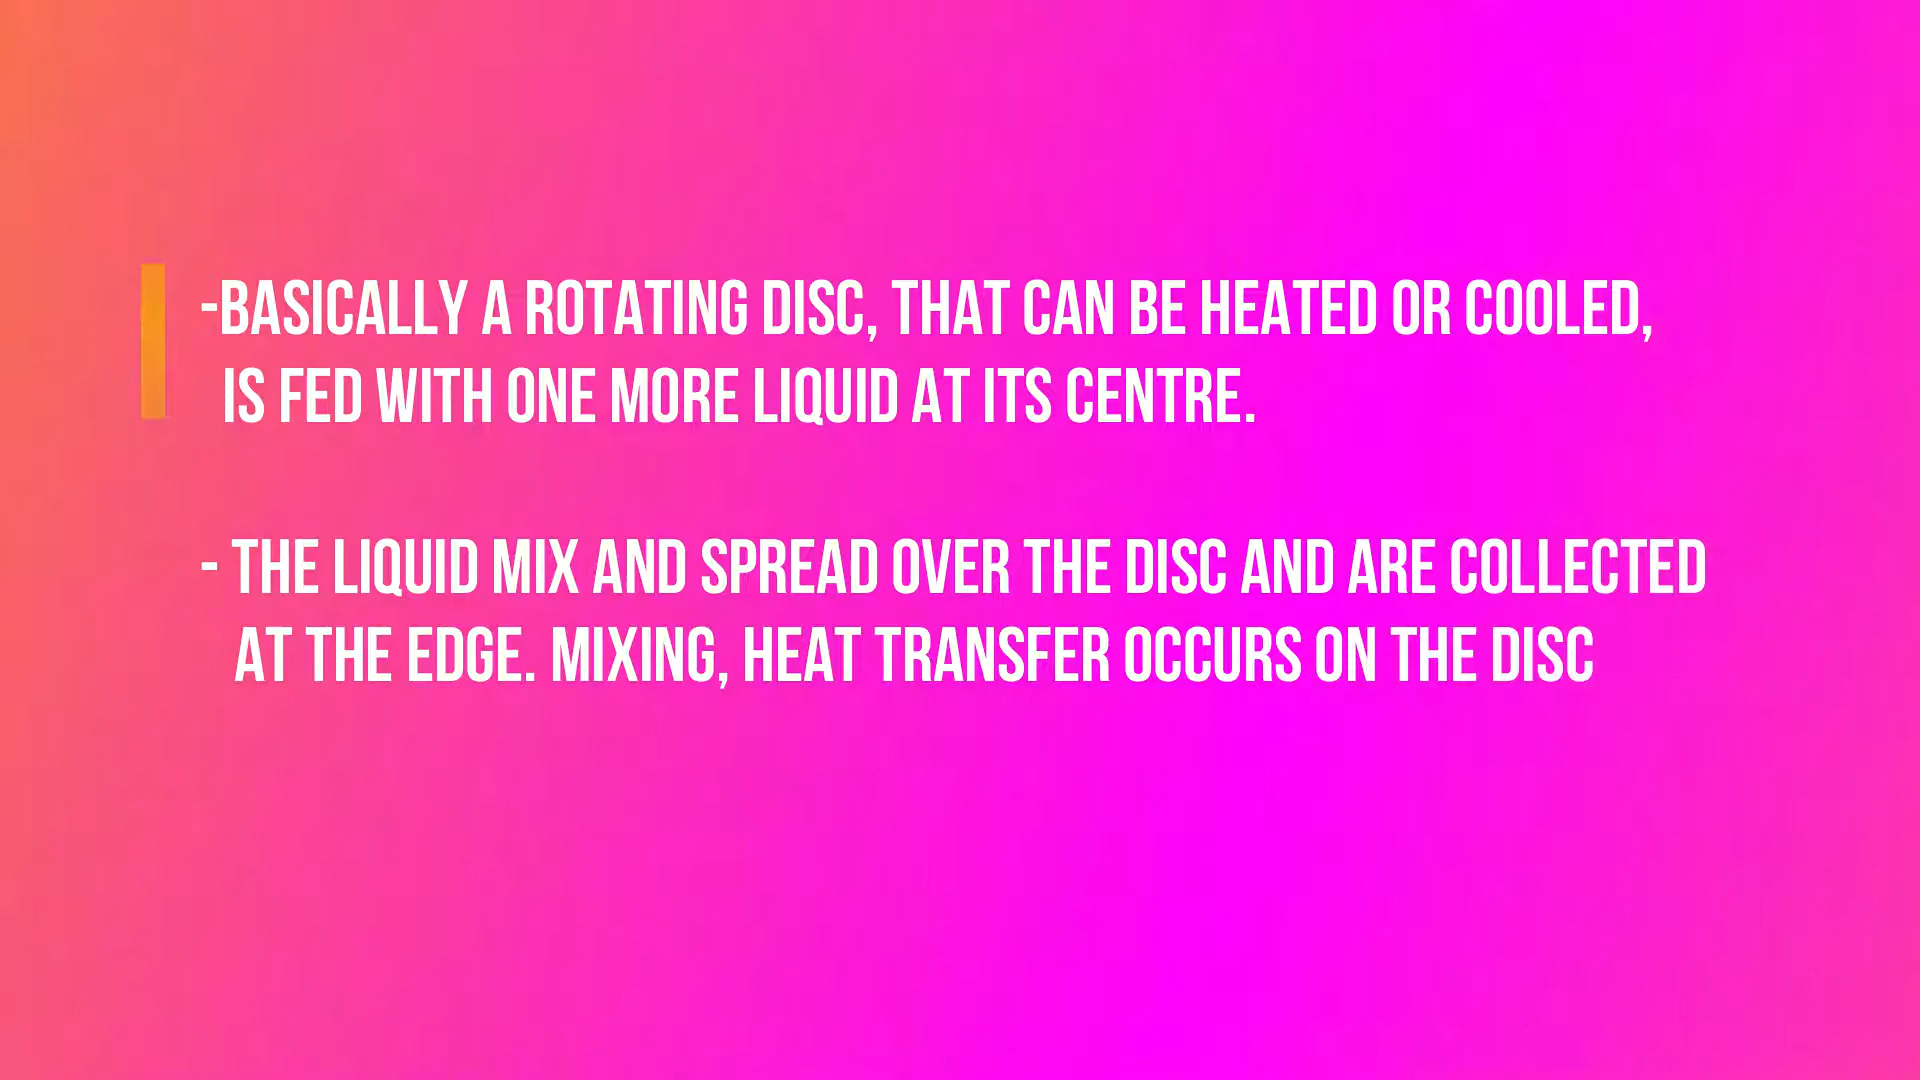 -BASICALLY A ROTATING DISC, THAT CAN BE HEATED OR COOLED,
IS FED WITH ONE MORE LIQUID AT ITS CENTRE.
- THE LIQUID MIX AND SPREAD OVER THE DISC AND ARE COLLECTED
AT THE EDGE. MIXING, HEAT TRANSFER OCCURS ON THE DISC